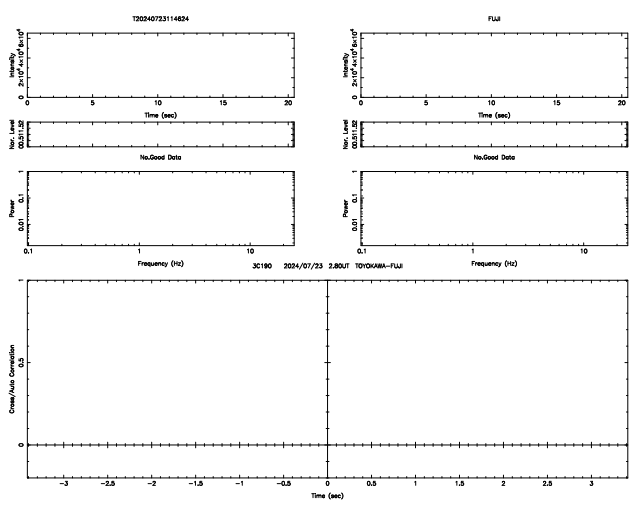 T20240723114624 FUJI
Intensity 0 2×10⁴ 4×10⁴ 6×10⁴ Intensity 0 2×10⁴ 4×10⁴ 6×10⁴
0 5 10 15 20 0 5 10 15 20
Time (sec) Time (sec)
Nor. Level 00.511.52 Nor. Level 00.511.52
No.Good Data No.Good Data
Power 0.01 0.1 1 Power 0.01 0.1 1
0.1 1 10 0.1 1 10
Frequency (Hz) Frequency (Hz)
3C190 2024/07/23 2.80UT TOYOKAWA-FUJI
Cross/Auto Correlation 0 0.5 1
-3 -2.5 -2 -1.5 -1 -0.5 0 0.5 1 1.5 2 2.5 3
Time (sec)